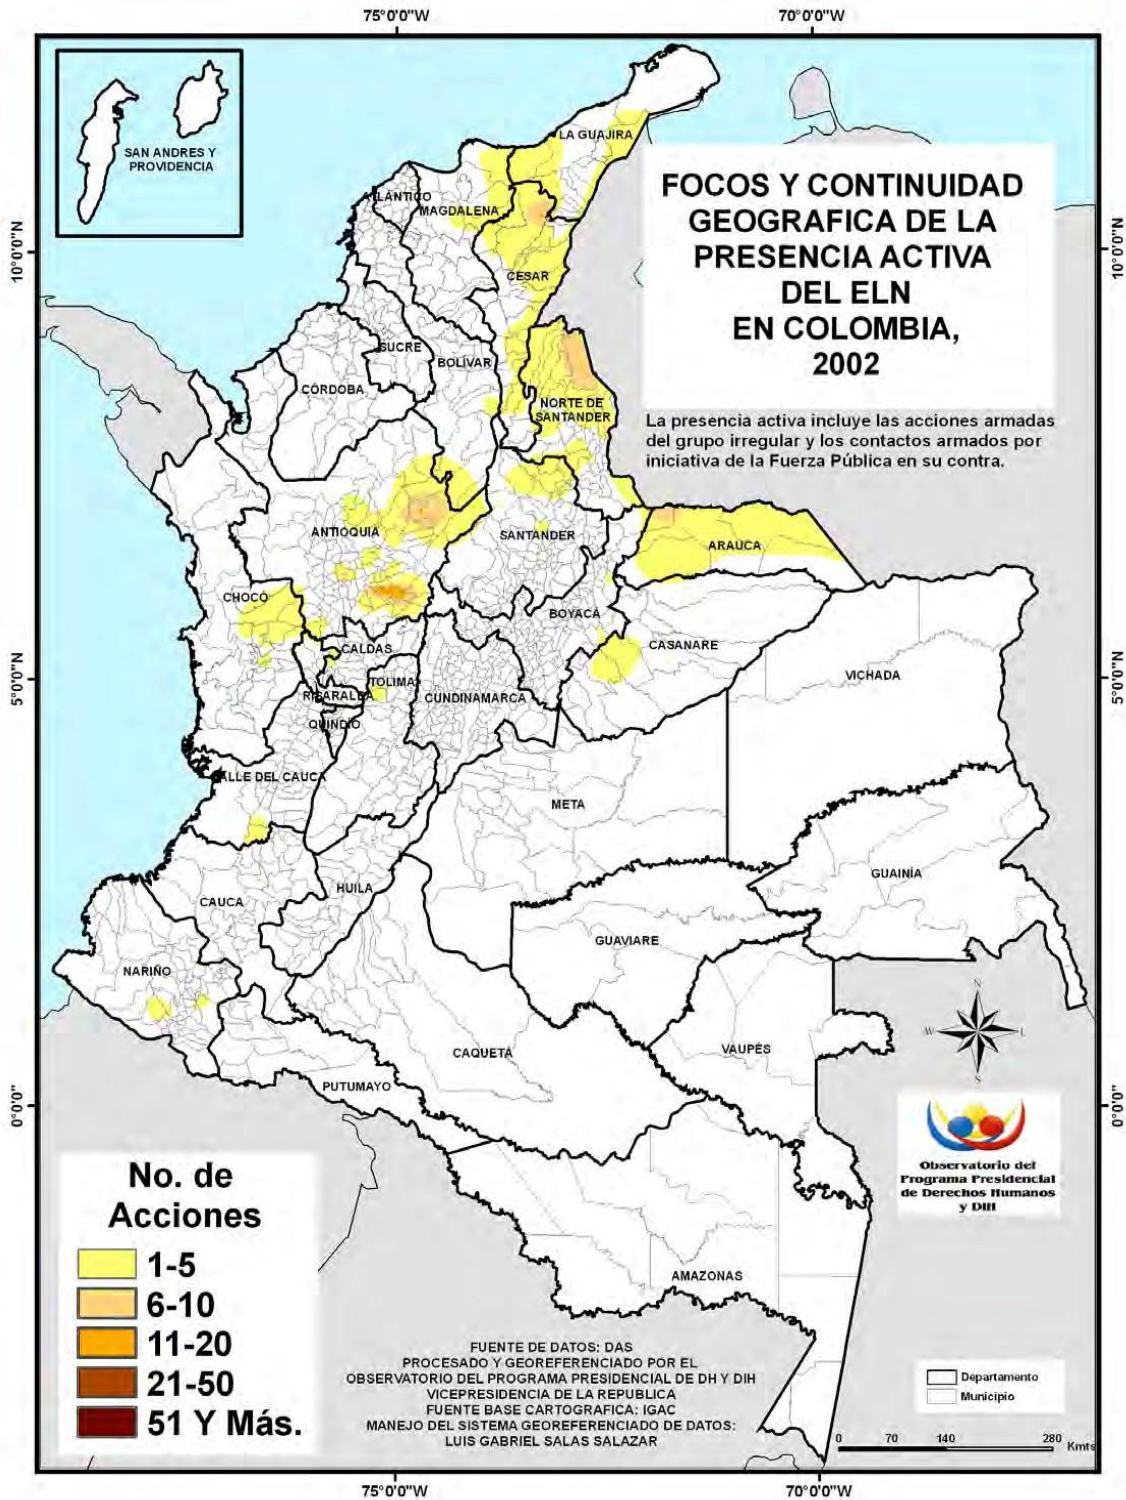 75°0'0"W
70°0'0"W
SAN ANDRES Y
PROVIDENCIA
LA GUAJIRA
ATLÁNTICO
MAGDALENA
FOCOS Y CONTINUIDAD
GEOGRAFICA DE LA
PRESENCIA ACTIVA
DEL ELN
EN COLOMBIA,
2002
10°0'0"N
10°0'0"N
CESAR
SUCRE
BOLÍVAR
CÓRDOBA
NORTE DE
SANTANDER
La presencia activa incluye las acciones armadas
del grupo irregular y los contactos armados por
iniciativa de la Fuerza Pública en su contra.
ANTIOQUIA
SANTANDER
ARAUCA
CHOCÓ
BOYACÁ
CALDAS
CASANARE
5°0'0"N
5°0'0"N
TOLIMA
RISARALDA
CUNDINAMARCA
VICHADA
QUINDIO
ALLE DEL CAUCA
META
HUILA
GUAINÍA
CAUCA
GUAVIARE
NARIÑO
N
W
L
S
CAQUETÁ
VAUPÉS
PUTUMAYO
0°0'0"
0°0'0"
Observatorio del
Programa Presidencial
de Derechos Humanos
y DIH
No. de
Acciones
1-5
6-10
11-20
21-50
51 Y Más.
AMAZONAS
FUENTE DE DATOS: DAS
PROCESADO Y GEOREFERENCIADO POR EL
OBSERVATORIO DEL PROGRAMA PRESIDENCIAL DE DH Y DIH
VICEPRESIDENCIA DE LA REPUBLICA
FUENTE BASE CARTOGRAFICA: IGAC
MANEJO DEL SISTEMA GEOREFERENCIADO DE DATOS:
LUIS GABRIEL SALAS SALAZAR
Departamento
Municipio
0 70 140 280
Kmts
75°0'0"W
70°0'0"W